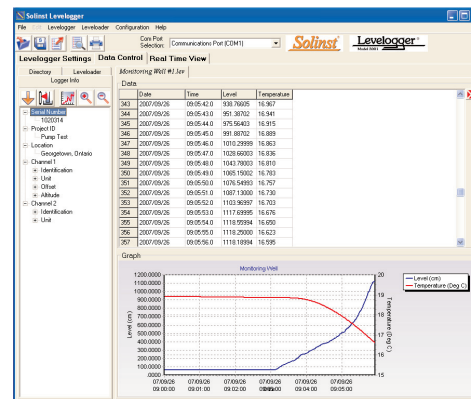 Solinst Levelogger
File Edit Levelogger Leveloader Configuration Help
Com Port
Selection: Communications Port (COM1)
Solinst
Levelogger
Model 3001
Levelogger Settings Data Control Real Time View
Directory Leveloader Monitoring Well #1.lev
Logger Info
Data
Date Time Level Temperature
343 2007/09/26 09:05:42.0 938.76605 16.967
344 2007/09/26 09:05:43.0 951.38702 16.941
345 2007/09/26 09:05:44.0 975.56403 16.915
346 2007/09/26 09:05:45.0 991.88702 16.889
347 2007/09/26 09:05:46.0 1010.29999 16.863
348 2007/09/26 09:05:47.0 1028.66003 16.836
349 2007/09/26 09:05:48.0 1043.78003 16.810
350 2007/09/26 09:05:49.0 1065.15002 16.783
351 2007/09/26 09:05:50.0 1076.54993 16.757
352 2007/09/26 09:05:51.0 1087.13000 16.730
353 2007/09/26 09:05:52.0 1103.96997 16.703
354 2007/09/26 09:05:53.0 1117.69995 16.676
355 2007/09/26 09:05:54.0 1118.55994 16.650
356 2007/09/26 09:05:55.0 1118.25000 16.623
357 2007/09/26 09:05:56.0 1118.18994 16.595
Serial Number
1020314
Project ID
Pump Test
Location
Georgetown, Ontario
Channel 1
Identification
Unit
Offset
Altitude
Channel 2
Identification
Unit
Graph
Monitoring Well
Level (cm)
1200.0000
1100.0000
1000.0000
900.0000
800.0000
700.0000
600.0000
500.0000
400.0000
300.0000
200.0000
100.0000
.0000
20
19
18
17
16
15
Temperature (Deg C)
Level (cm)
Temperature (Deg C)
07/09/26 07/09/26 07/09/26 07/09/26 07/09/26 07/09/26
09:00:00 09:01:00 09:02:00 09:04:00 09:05:00